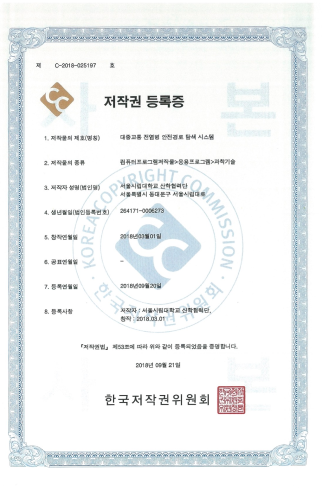 제 C-2018-025197 호
저작권 등록증
1. 저작물의 제호(명칭) 대중교통 전염병 안전경로 탐색 시스템
2. 저작물의 종류 컴퓨터프로그램저작물>응용프로그램>과학기술
3. 저작자 성명(법인명) 서울시립대학교 산학협력단
서울특별시 동대문구 서울시립대로
4. 생년월일(법인등록번호) 264171-0006273
5. 창작연월일 2018년03월01일
6. 공표연월일 -
7. 등록연월일 2018년09월20일
8. 등록사항 저작자 : 서울시립대학교 산학협력단,
창작 : 2018.03.01
『저작권법』 제53조에 따라 위와 같이 등록되었음을 증명합니다.
2018년 09월 21일
한국저작권위원회
KOREA COPYRIGHT COMMISSION
한국저작권위원회
사본